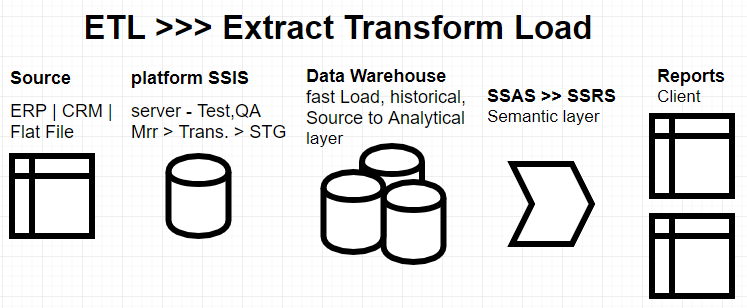 ETL >>> Extract Transform Load
Source
ERP | CRM |
Flat File
platform SSIS
server - Test,QA
Mrr > Trans. > STG
Data Warehouse
fast Load, historical,
Source to Analytical
layer
SSAS >> SSRS
Semantic layer
Reports
Client